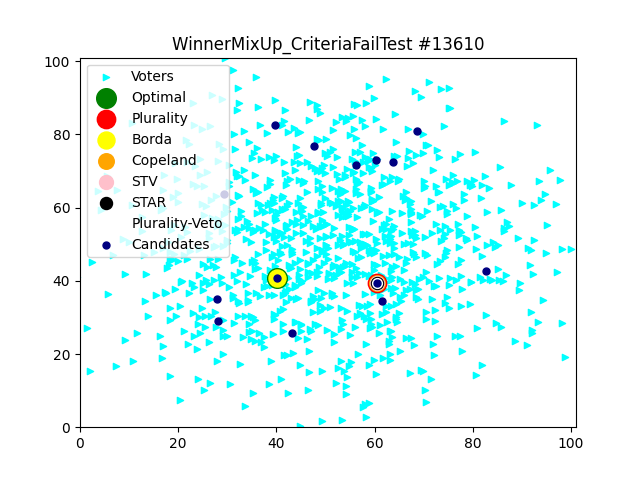 WinnerMixUp_CriteriaFailTest #13610
100
80
60
40
20
0
Voters
Optimal
Plurality
Borda
Copeland
STV
STAR
Plurality-Veto
Candidates
0 20 40 60 80 100